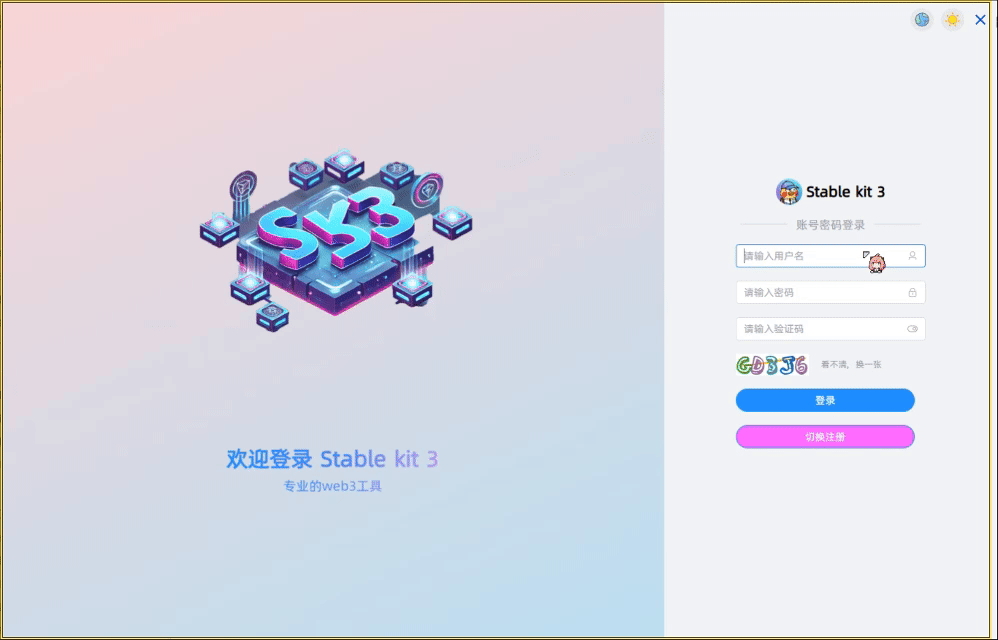 SK3
欢迎登录 Stable kit 3
专业的web3工具
Stable kit 3
账号密码登录
请输入用户名
请输入密码
请输入验证码
GD3J6 看不清，换一张
登录
切换注册